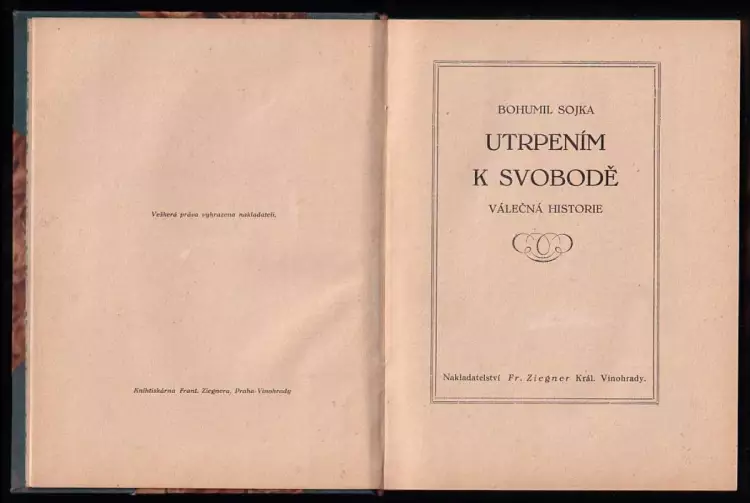 Veškerá práva vyhrazena nakladateli.
Knihtiskárna Frant. Ziegnera, Praha-Vinohrady
BOHUMIL SOJKA
UTRPENÍM
K SVOBODĚ
VÁLEČNÁ HISTORIE
Nakladatelství Fr. Ziegner Král. Vinohrady.